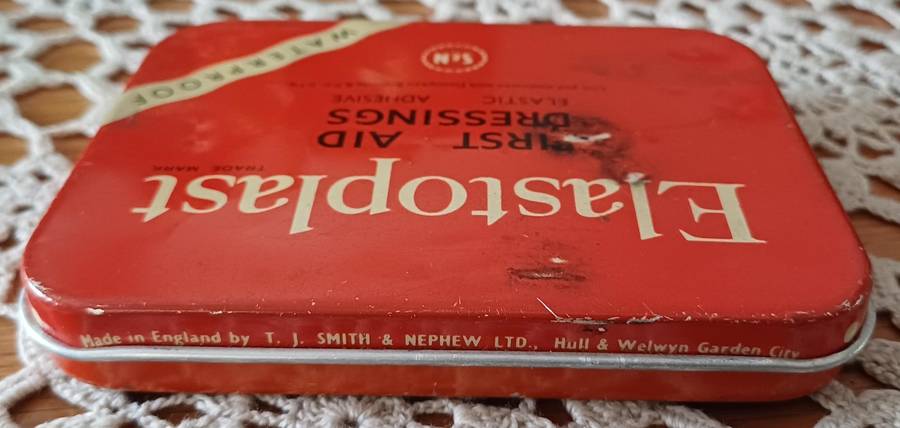 Elastoplast
TRADE MARK
FIRST AID
DRESSINGS
ELASTIC ADHESIVE
S&N
WATERPROOF
Made in England by T. J. SMITH & NEPHEW LTD., Hull & Welwyn Garden City